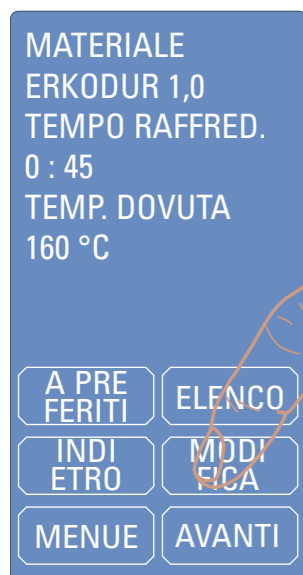 MATERIALE
ERKODUR 1,0
TEMPO RAFFRED.
0 : 45
TEMP. DOVUTA
160 °C
A PRE
FERITI
ELENCO
INDI
ETRO
MODI
FICA
MENUE
AVANTI